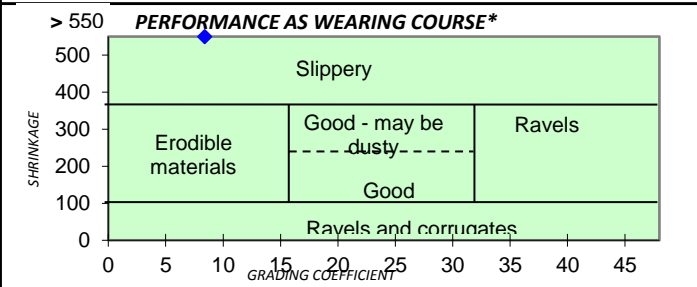 > 550 PERFORMANCE AS WEARING COURSE*
500
400
300
200
100
0
SHRINKAGE
Slippery
Erodible
materials
Good - may be
dusty
Good
Ravels
Ravels and corrugates
0 5 10 15 20 25 30 35 40 45
GRADING COEFFICIENT